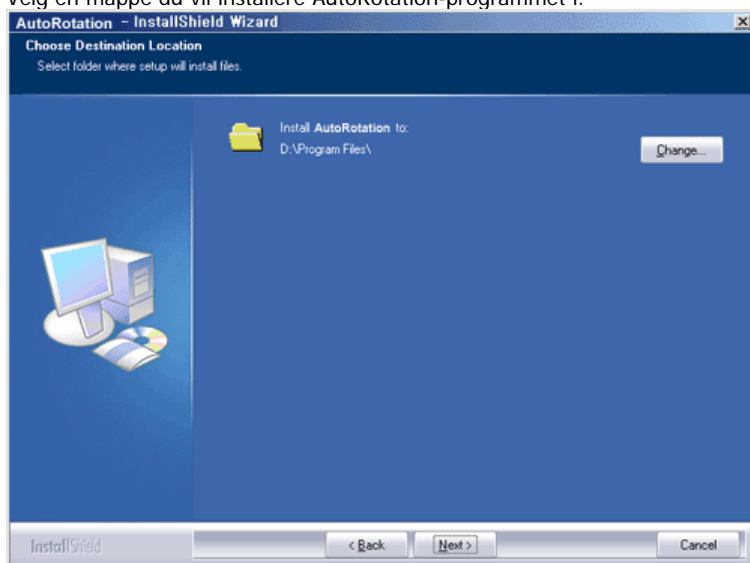 Velg en mappe du vil installere AutoRotation-programmet i.
AutoRotation - InstallShield Wizard
Choose Destination Location
Select folder where setup will install files.
Install AutoRotation to:
D:\Program Files\
Change...
InstallShield
< Back
Next >
Cancel